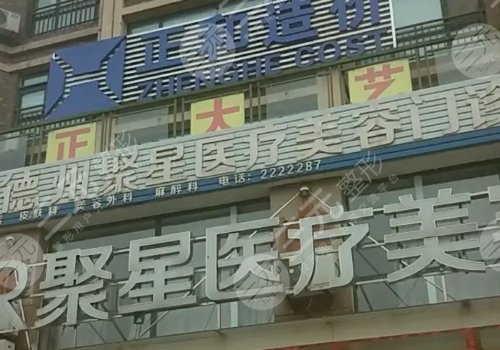 正和造价
ZHENGHE COST
正大艺
德州聚星医疗美容门诊
皮肤科 美容外科 麻醉科 电话:2222287
聚星医疗美